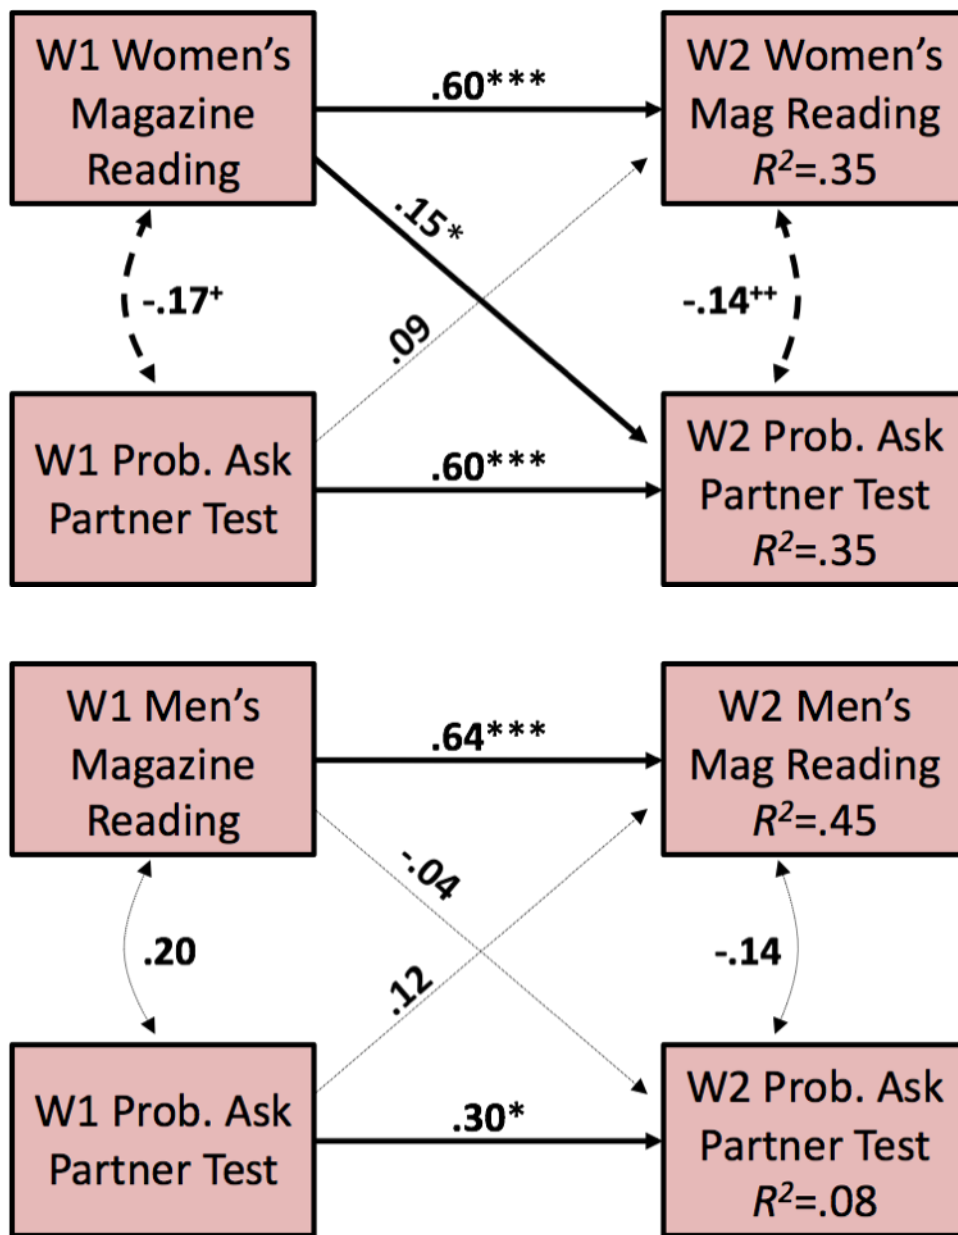 W1 Women’s
Magazine
Reading
.60***
W2 Women’s
Mag Reading
R²=.35
.15*
-.17⁺
.09
-.14⁺⁺
W1 Prob. Ask
Partner Test
.60***
W2 Prob. Ask
Partner Test
R²=.35
W1 Men’s
Magazine
Reading
.64***
W2 Men’s
Mag Reading
R²=.45
-.04
.20
.12
-.14
W1 Prob. Ask
Partner Test
.30*
W2 Prob. Ask
Partner Test
R²=.08